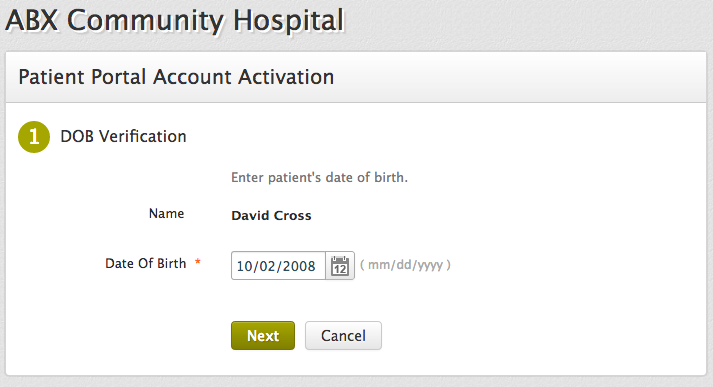 ABX Community Hospital
Patient Portal Account Activation
1 DOB Verification
Enter patient's date of birth.
Name David Cross
Date Of Birth * 10/02/2008 12 ( mm/dd/yyyy )
Next Cancel